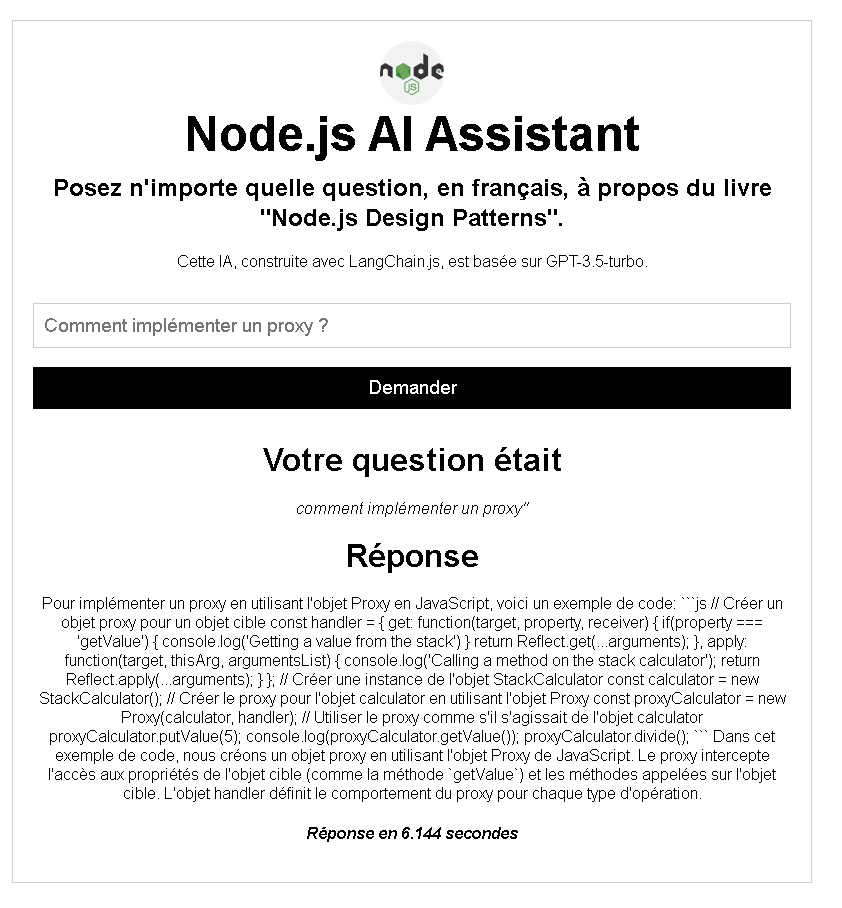 node
JS
Node.js AI Assistant
Posez n'importe quelle question, en français, à propos du livre
"Node.js Design Patterns".
Cette IA, construite avec LangChain.js, est basée sur GPT-3.5-turbo.
Comment implémenter un proxy ?
Demander
Votre question était
comment implémenter un proxy"
Réponse
Pour implémenter un proxy en utilisant l'objet Proxy en JavaScript, voici un exemple de code: ```js // Créer un
objet proxy pour un objet cible const handler = { get: function(target, property, receiver) { if(property ===
'getValue') { console.log('Getting a value from the stack') } return Reflect.get(...arguments); }, apply:
function(target, thisArg, argumentsList) { console.log('Calling a method on the stack calculator'); return
Reflect.apply(...arguments); } }; // Créer une instance de l'objet StackCalculator const calculator = new
StackCalculator(); // Créer le proxy pour l'objet calculator en utilisant l'objet Proxy const proxyCalculator = new
Proxy(calculator, handler); // Utiliser le proxy comme s'il s'agissait de l'objet calculator
proxyCalculator.putValue(5); console.log(proxyCalculator.getValue()); proxyCalculator.divide(); ``` Dans cet
exemple de code, nous créons un objet proxy en utilisant l'objet Proxy de JavaScript. Le proxy intercepte
l'accès aux propriétés de l'objet cible (comme la méthode `getValue`) et les méthodes appelées sur l'objet
cible. L'objet handler définit le comportement du proxy pour chaque type d'opération.
Réponse en 6.144 secondes